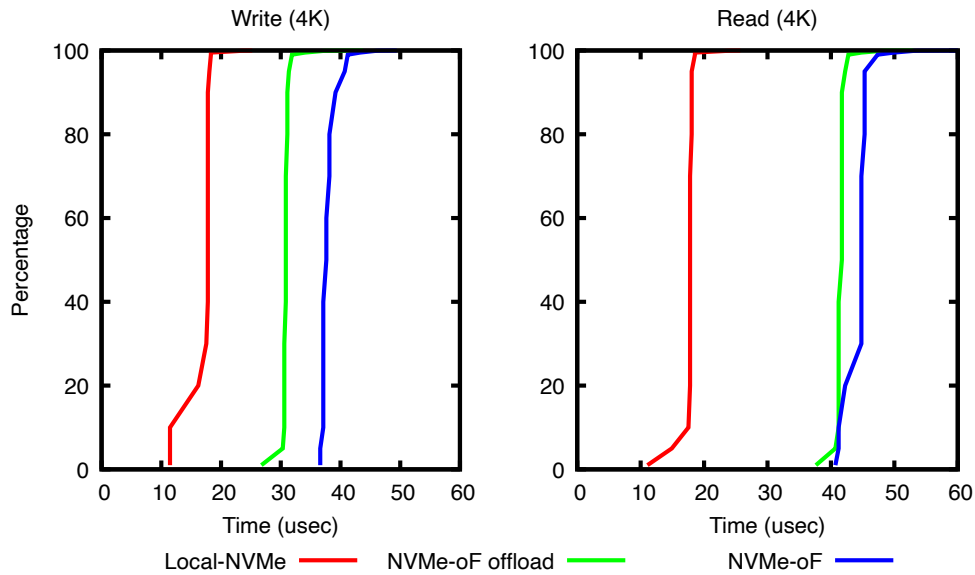 Write (4K)
Read (4K)
Percentage
100
80
60
40
20
0
0 10 20 30 40 50 60
Time (usec)
100
80
60
40
20
0
0 10 20 30 40 50 60
Time (usec)
Local-NVMe
NVMe-oF offload
NVMe-oF